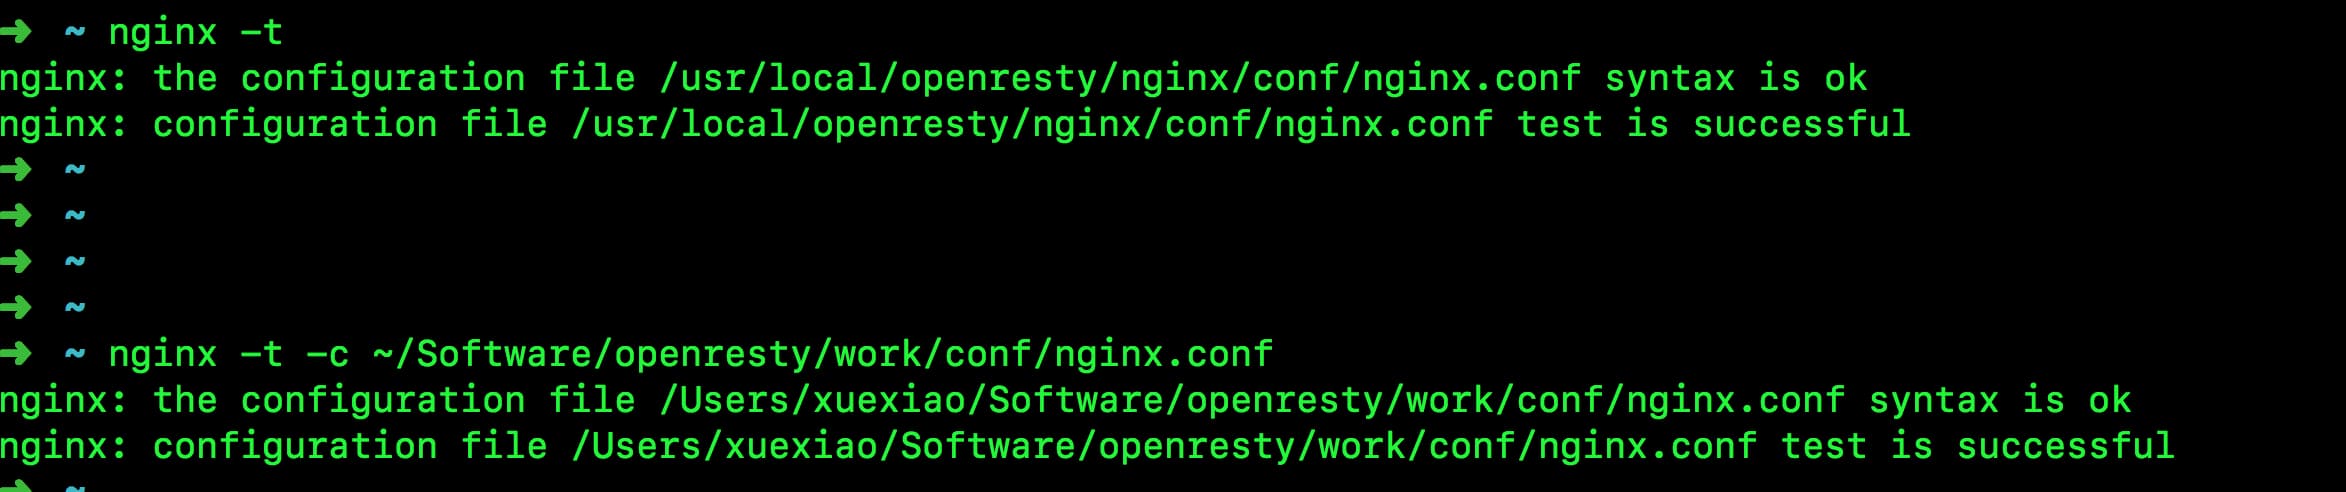 ➜ ~ nginx -t
nginx: the configuration file /usr/local/openresty/nginx/conf/nginx.conf syntax is ok
nginx: configuration file /usr/local/openresty/nginx/conf/nginx.conf test is successful
➜ ~
➜ ~
➜ ~
➜ ~
➜ ~ nginx -t -c ~/Software/openresty/work/conf/nginx.conf
nginx: the configuration file /Users/xuexiao/Software/openresty/work/conf/nginx.conf syntax is ok
nginx: configuration file /Users/xuexiao/Software/openresty/work/conf/nginx.conf test is successful
➜ ~